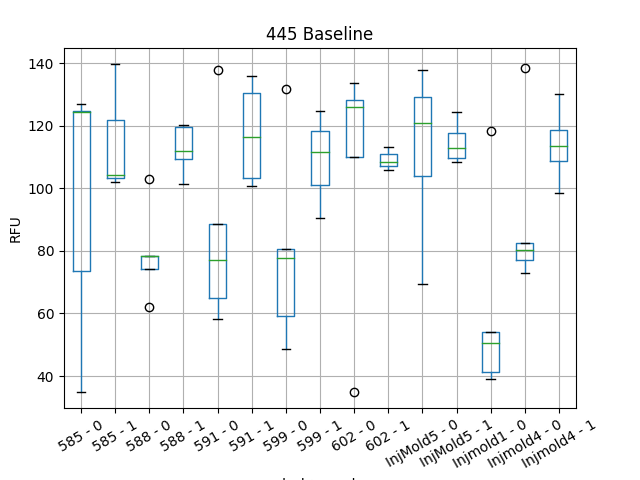 445 Baseline
RFU
140
120
100
80
60
40
585 - 0
585 - 1
588 - 0
588 - 1
591 - 0
591 - 1
599 - 0
599 - 1
602 - 0
602 - 1
InjMold5 - 0
InjMold5 - 1
Injmold1 - 0
Injmold4 - 0
Injmold4 - 1